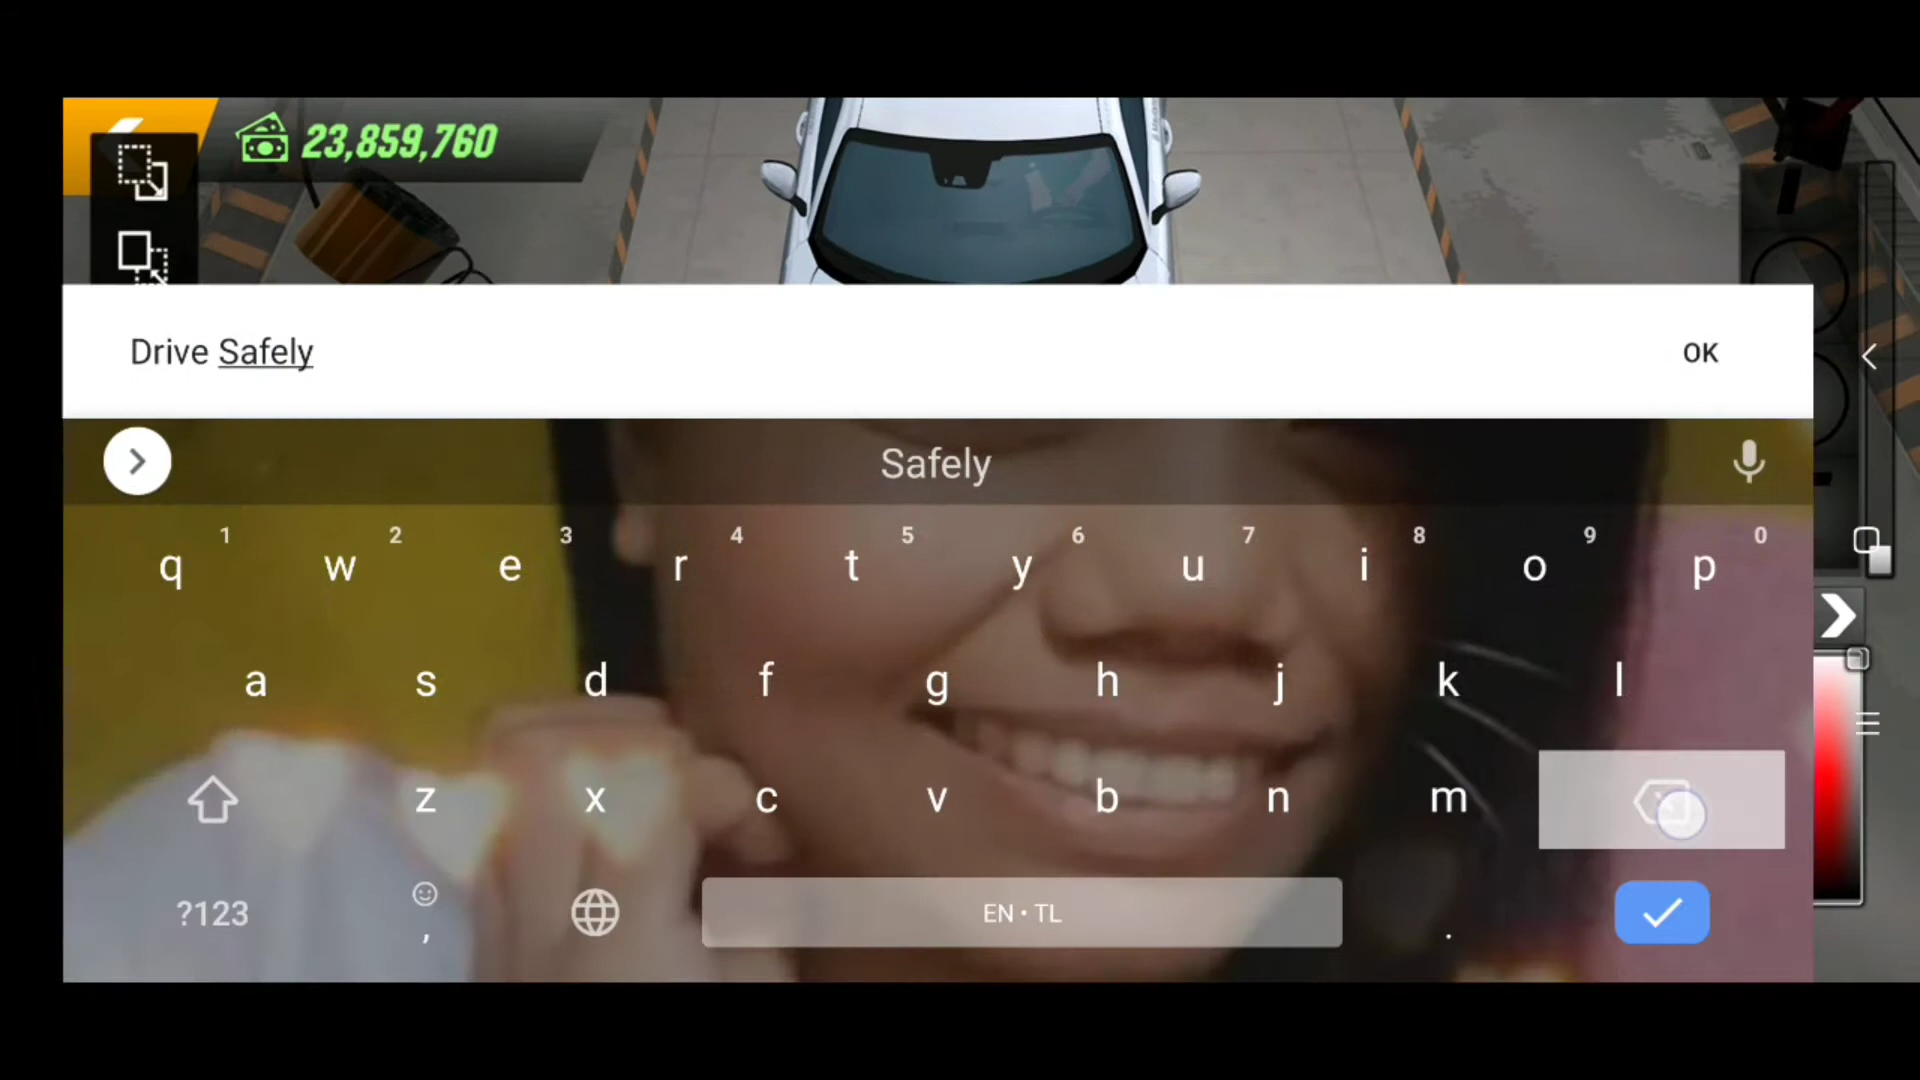 23,859,760
Drive Safely
OK
Safely
1 2 3 4 5 6 7 8 9 0
q w e r t y u i o p
a s d f g h j k l
z x c v b n m
?123 , EN • TL .